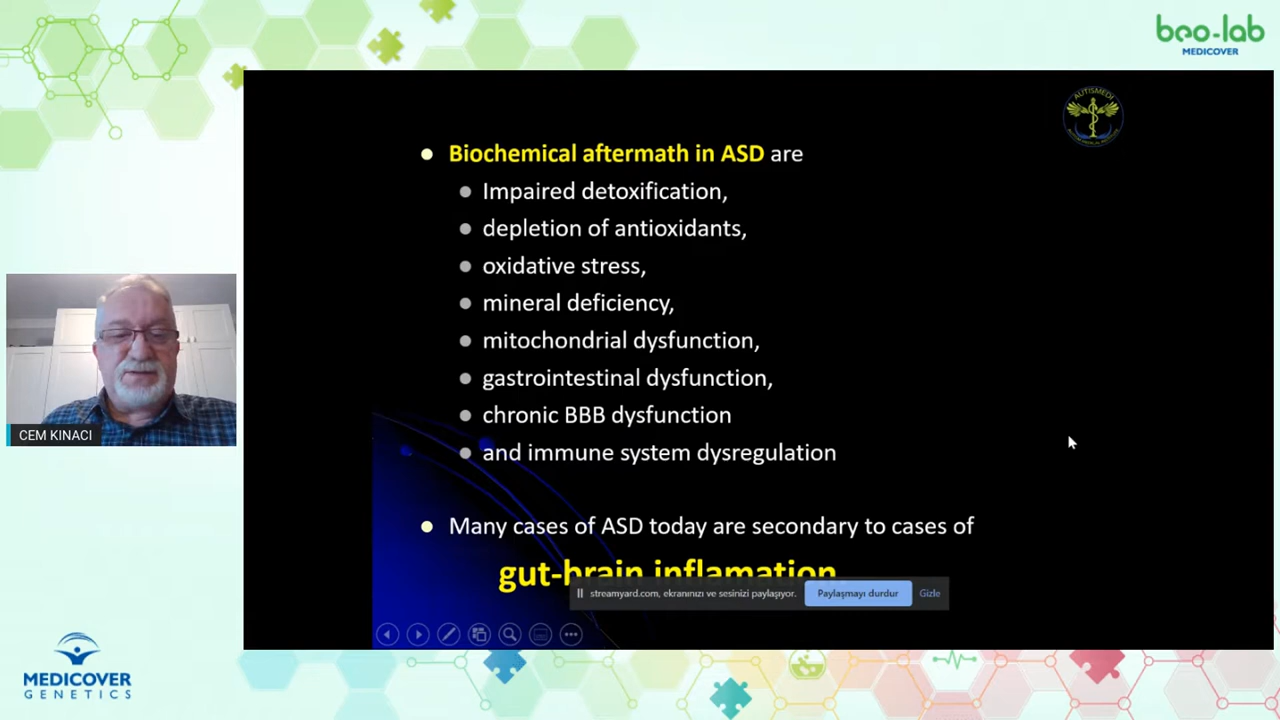 beo-lab
MEDICOVER
AUTISMEDI
Biochemical aftermath in ASD are
Impaired detoxification,
depletion of antioxidants,
oxidative stress,
mineral deficiency,
mitochondrial dysfunction,
gastrointestinal dysfunction,
chronic BBB dysfunction
and immune system dysregulation
Many cases of ASD today are secondary to cases of
gut-brain inflamation
streamyard.com, ekranınızı ve sesinizi paylaşıyor.
Paylaşmayı durdur
Gizle
CEM KINACI
MEDICOVER
GENETICS